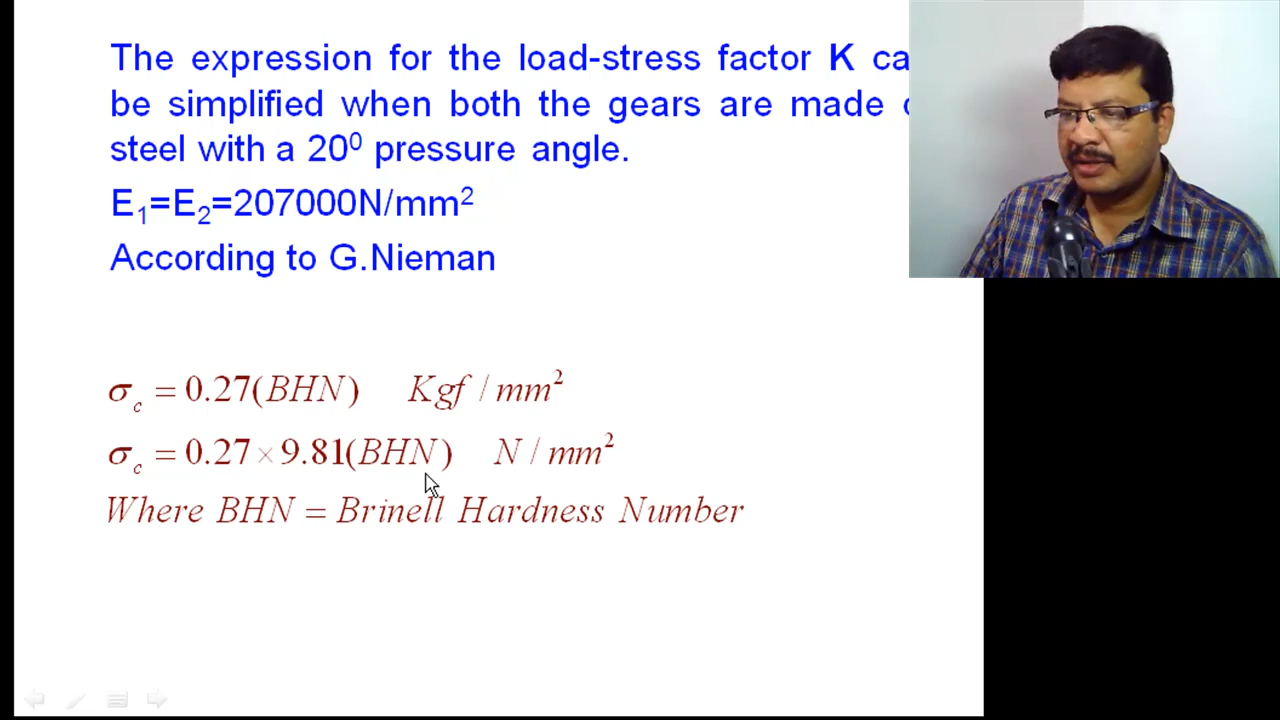 The expression for the load-stress factor K ca
be simplified when both the gears are made
steel with a 20⁰ pressure angle.
E₁=E₂=207000N/mm²
According to G.Nieman
σ_c = 0.27(BHN) Kgf / mm²
σ_c = 0.27 × 9.81(BHN) N / mm²
Where BHN = Brinell Hardness Number